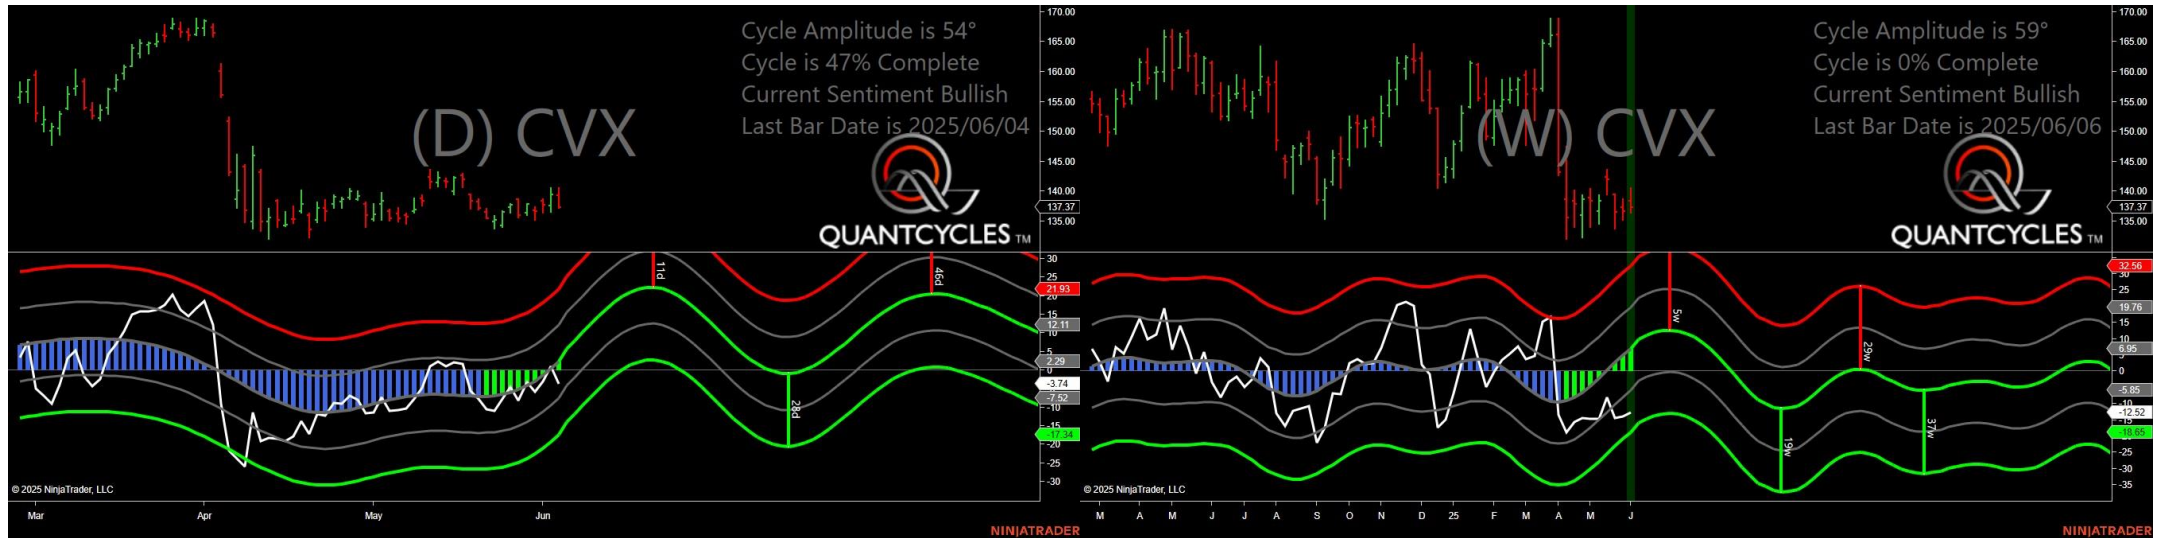 Cycle Amplitude is 54°
Cycle is 47% Complete
Current Sentiment Bullish
Last Bar Date is 2025/06/04
(D) CVX
QUANTCYCLES TM
170.00
165.00
160.00
155.00
150.00
145.00
140.00
137.37
135.00
11d
46d
28d
30
25
21.93
20
15
12.11
10
5
2.29
0
-3.74
-7.52
-10
-15
-17.34
-20
-25
-30
© 2025 NinjaTrader, LLC
Mar Apr May Jun
NINJATRADER
Cycle Amplitude is 59°
Cycle is 0% Complete
Current Sentiment Bullish
Last Bar Date is 2025/06/06
(W) CVX
QUANTCYCLES TM
170.00
165.00
160.00
155.00
150.00
145.00
140.00
137.37
135.00
5w
29w
19w
37w
32.56
30
25
19.76
15
10
6.95
5
0
-5.85
-10
-12.52
-15
-18.65
-25
-30
-35
© 2025 NinjaTrader, LLC
M A M J J A S O N D 25 F M A M J
NINJATRADER